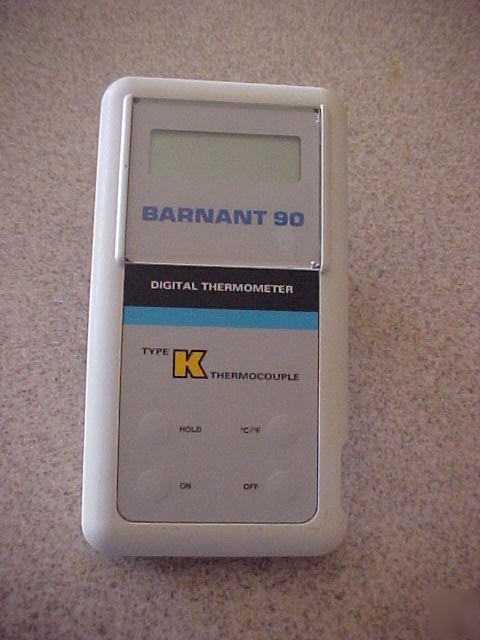 BARNANT 90
DIGITAL THERMOMETER
TYPE K THERMOCOUPLE
HOLD °C/°F
ON OFF